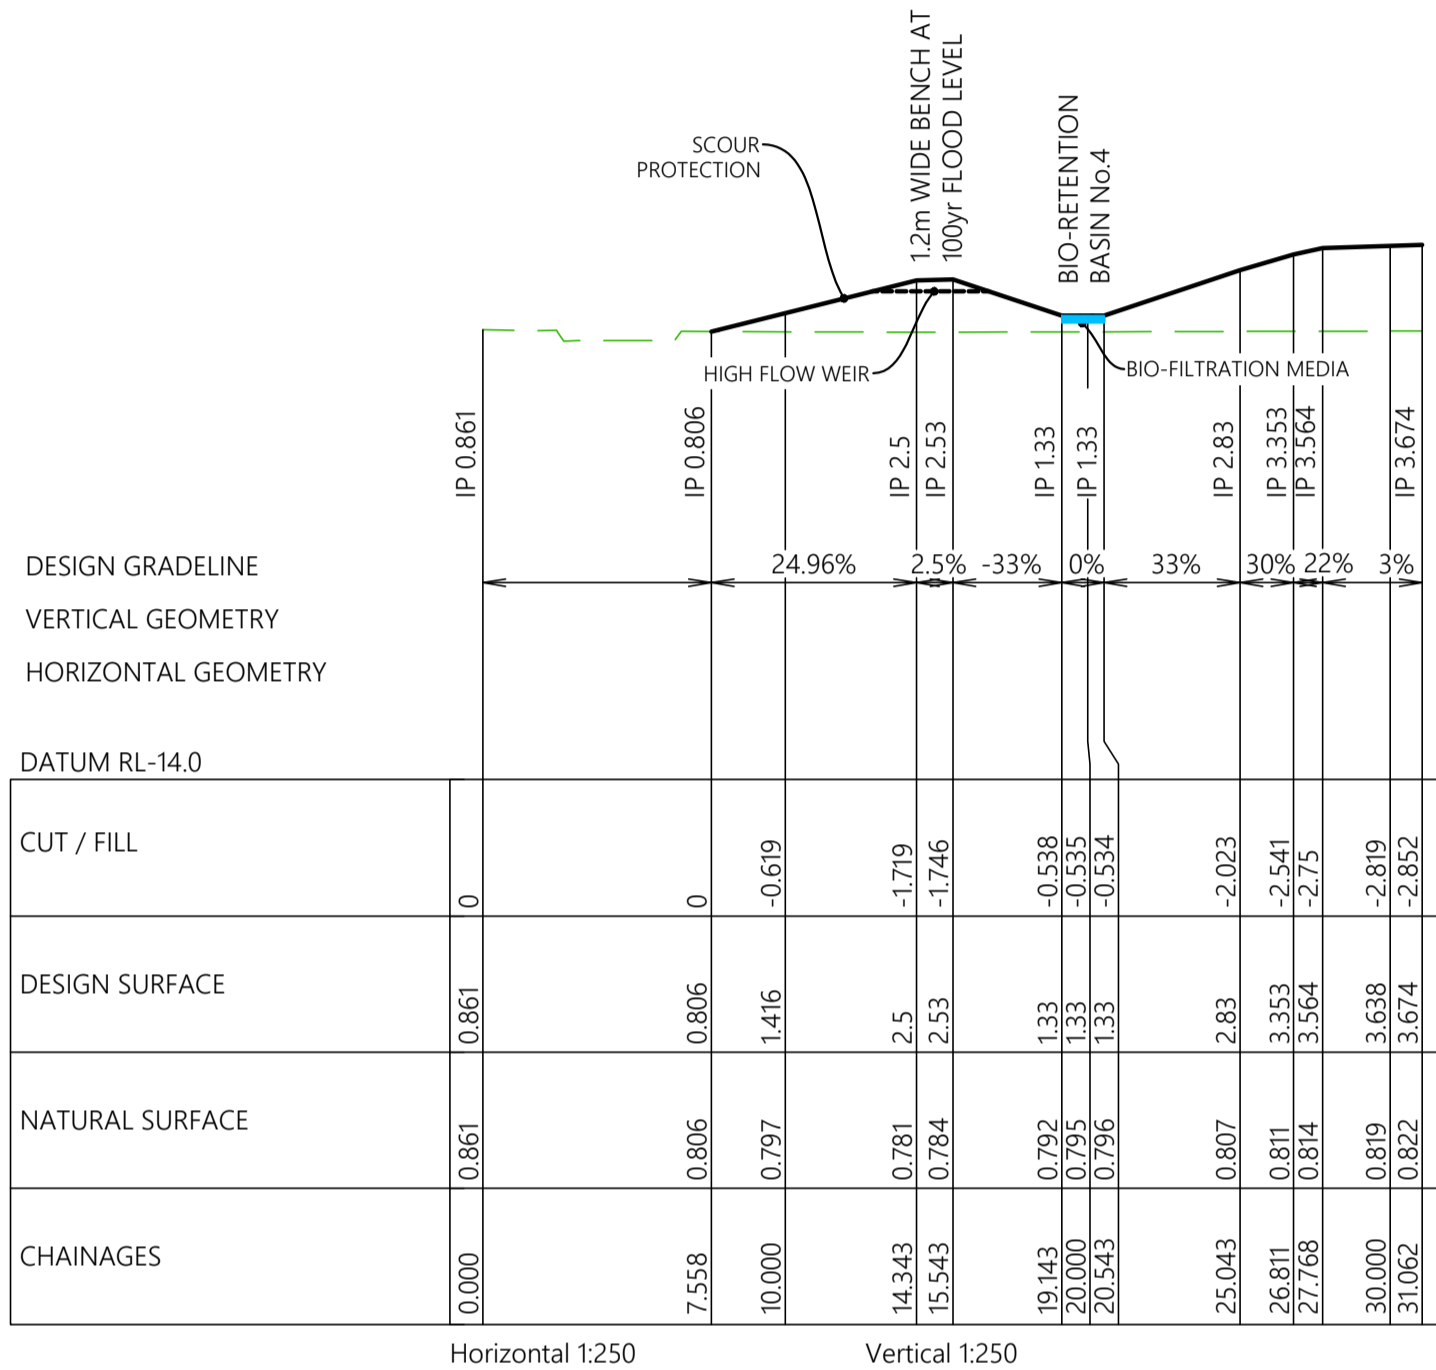 1.2m WIDE BENCH AT
100yr FLOOD LEVEL
BIO-RETENTION
BASIN No.4
SCOUR
PROTECTION
HIGH FLOW WEIR
BIO-FILTRATION MEDIA
IP 0.861
IP 0.806
IP 2.5
IP 2.53
IP 1.33
IP 1.33
IP 2.83
IP 3.353
IP 3.564
IP 3.674
DESIGN GRADELINE
24.96% 2.5% -33% 0% 33% 30% 22% 3%
VERTICAL GEOMETRY
HORIZONTAL GEOMETRY
DATUM RL-14.0
CUT / FILL
0 0 -0.619 -1.719 -1.746 -0.538 -0.535 -0.534 -2.023 -2.541 -2.75 -2.819 -2.852
DESIGN SURFACE
0.861 0.806 1.416 2.5 2.53 1.33 1.33 1.33 2.83 3.353 3.564 3.638 3.674
NATURAL SURFACE
0.861 0.806 0.797 0.781 0.784 0.792 0.795 0.796 0.807 0.811 0.814 0.819 0.822
CHAINAGES
0.000 7.558 10.000 14.343 15.543 19.143 20.000 20.543 25.043 26.811 27.768 30.000 31.062
Horizontal 1:250 Vertical 1:250